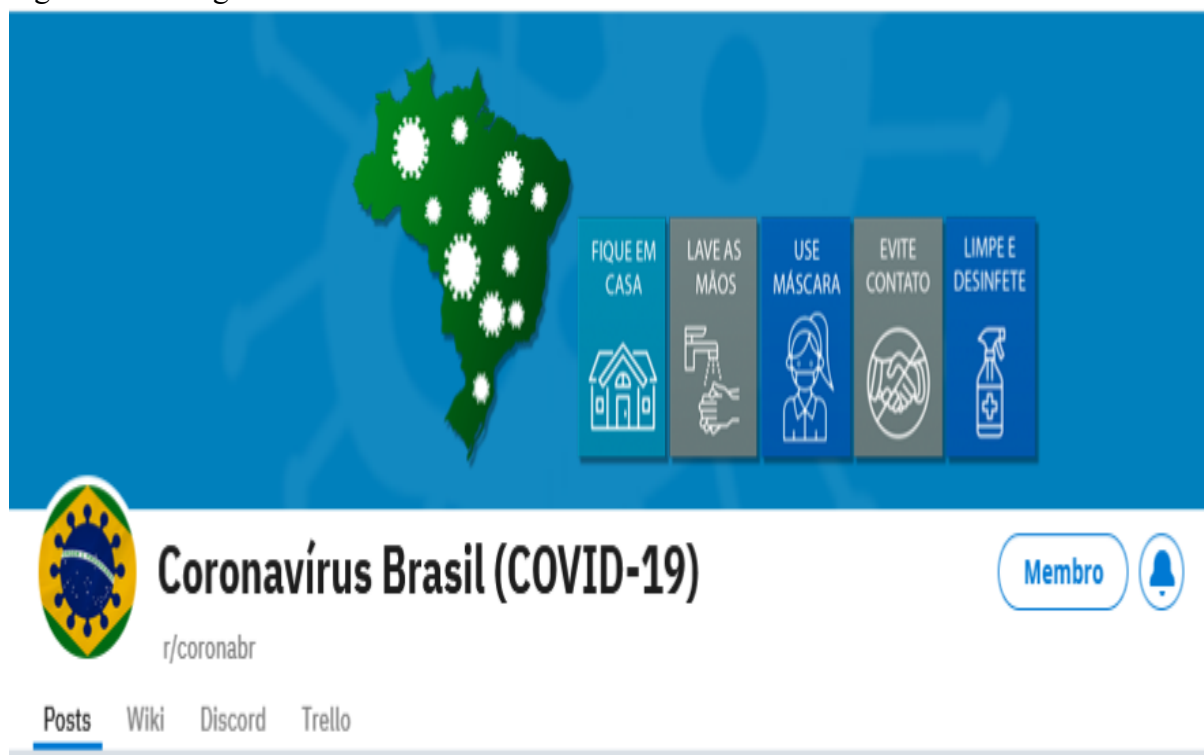 FIQUE EM
CASA
LAVE AS
MÃOS
USE
MÁSCARA
EVITE
CONTATO
LIMPE E
DESINFETE
Coronavírus Brasil (COVID-19)
Membro
r/coronabr
Posts Wiki Discord Trello